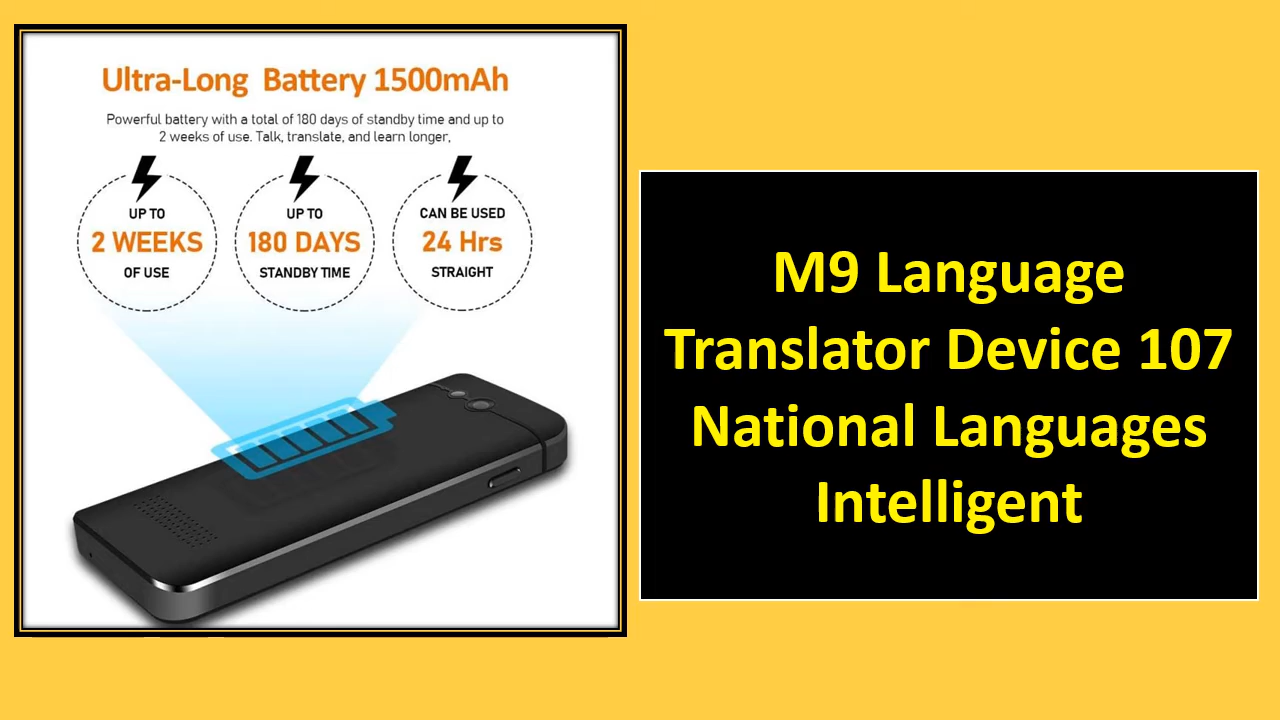 Ultra-Long Battery 1500mAh
Powerful battery with a total of 180 days of standby time and up to
2 weeks of use. Talk, translate, and learn longer,
UP TO
2 WEEKS
OF USE
UP TO
180 DAYS
STANDBY TIME
CAN BE USED
24 Hrs
STRAIGHT
M9 Language
Translator Device 107
National Languages
Intelligent